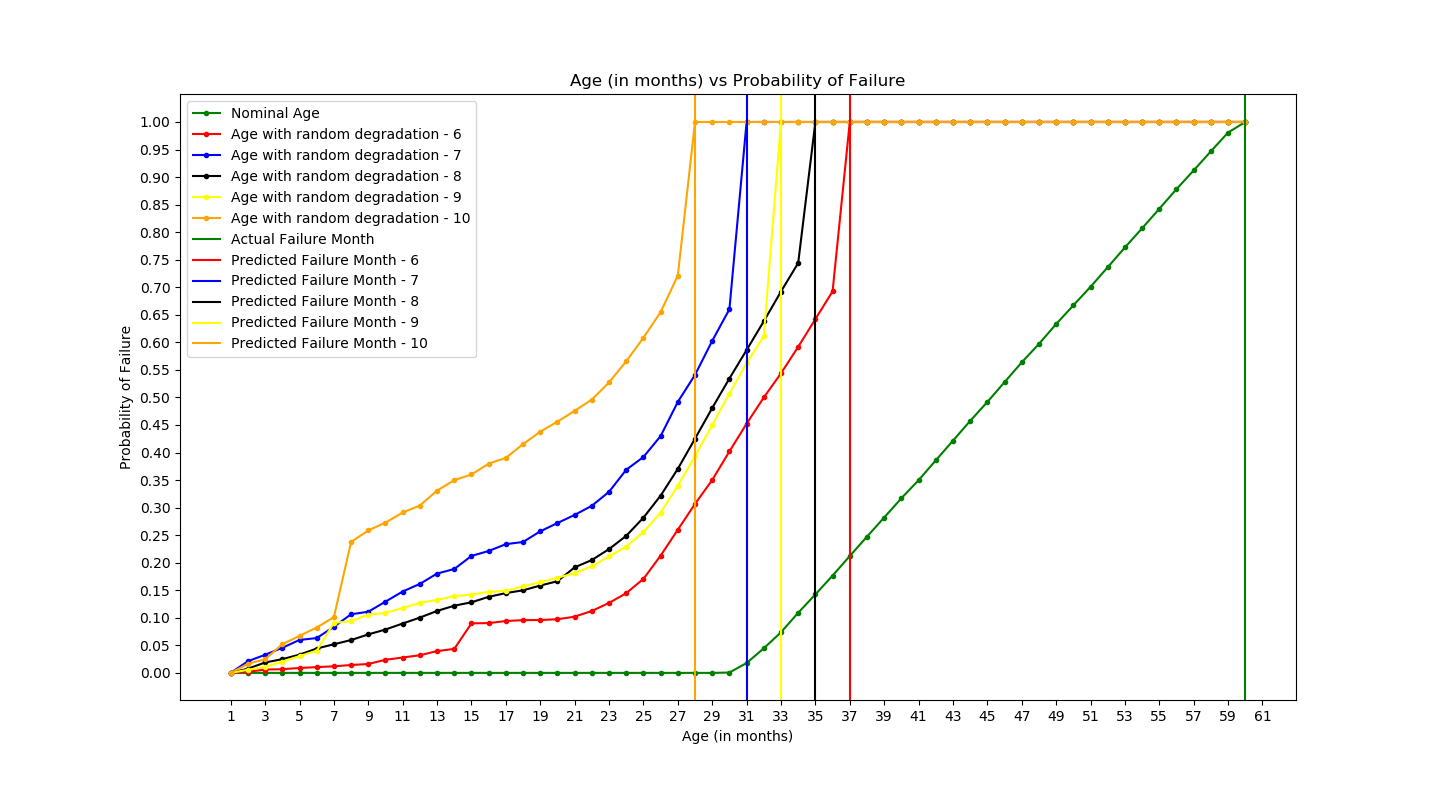 Age (in months) vs Probability of Failure
Nominal Age
Age with random degradation - 6
Age with random degradation - 7
Age with random degradation - 8
Age with random degradation - 9
Age with random degradation - 10
Actual Failure Month
Predicted Failure Month - 6
Predicted Failure Month - 7
Predicted Failure Month - 8
Predicted Failure Month - 9
Predicted Failure Month - 10
Probability of Failure
1.00
0.95
0.90
0.85
0.80
0.75
0.70
0.65
0.60
0.55
0.50
0.45
0.40
0.35
0.30
0.25
0.20
0.15
0.10
0.05
0.00
1 3 5 7 9 11 13 15 17 19 21 23 25 27 29 31 33 35 37 39 41 43 45 47 49 51 53 55 57 59 61
Age (in months)